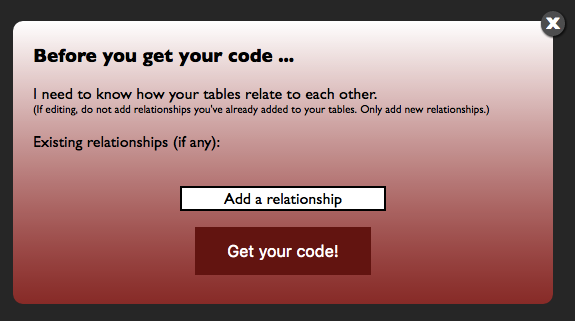 x
Before you get your code ...
I need to know how your tables relate to each other.
(If editing, do not add relationships you've already added to your tables. Only add new relationships.)
Existing relationships (if any):
Add a relationship
Get your code!